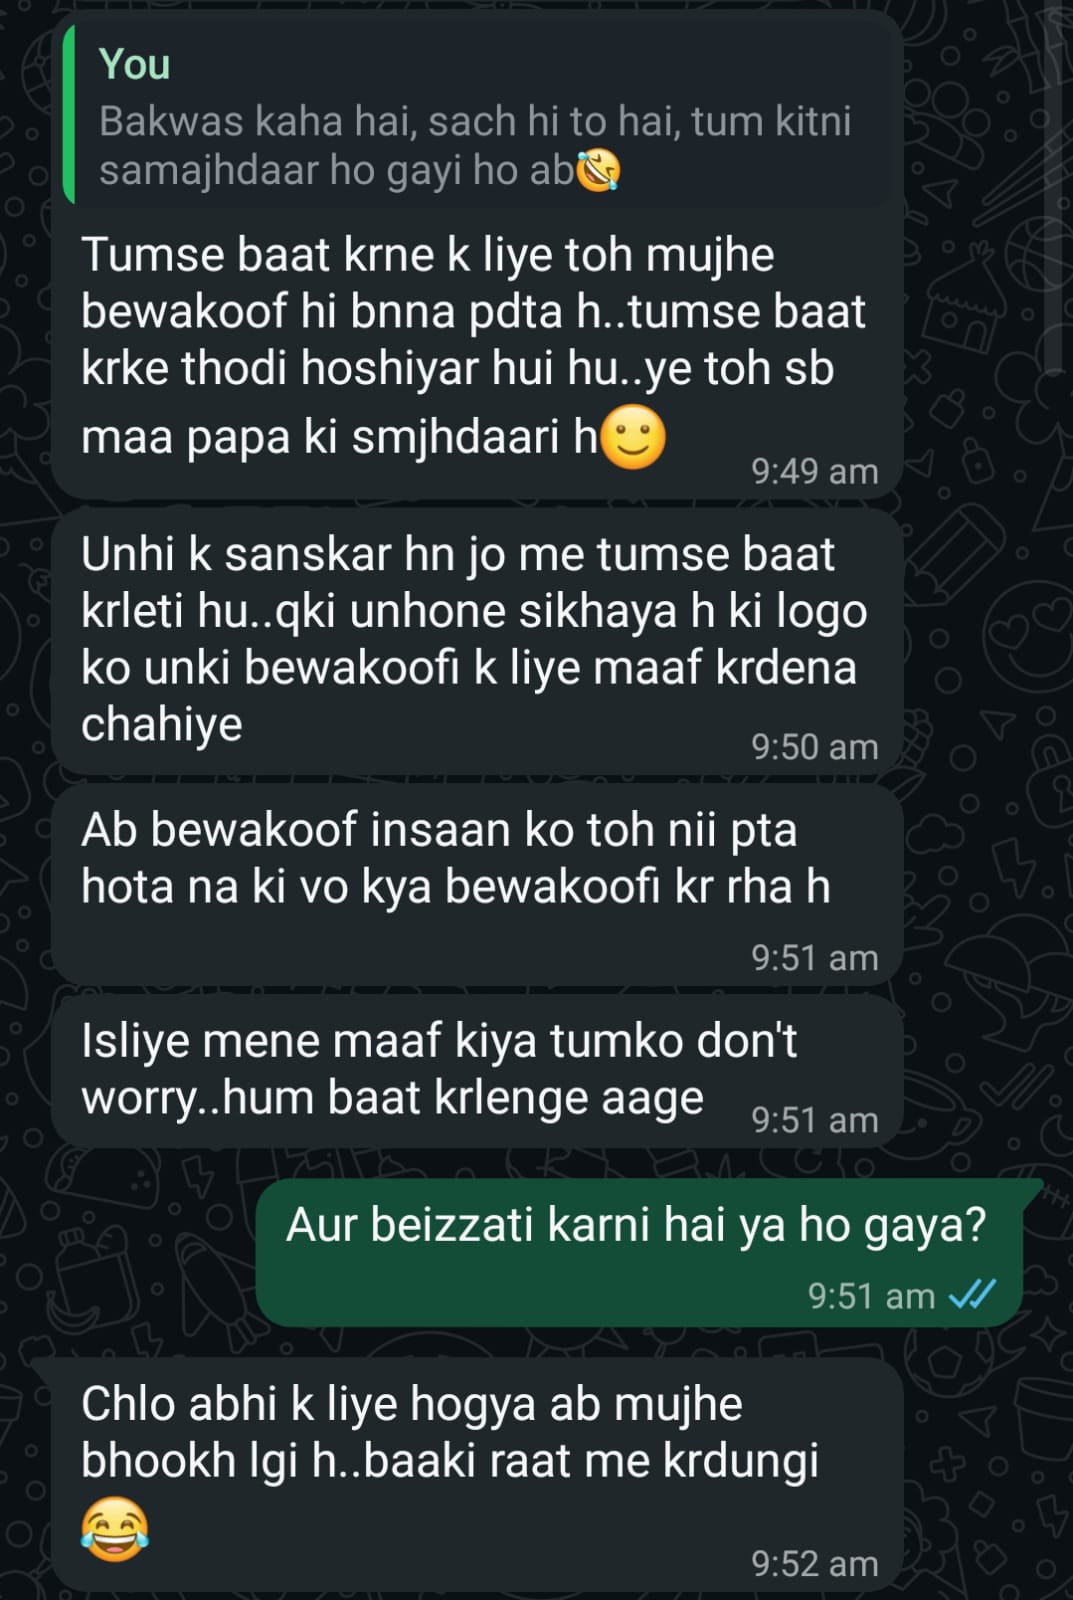 You
Bakwas kaha hai, sach hi to hai, tum kitni
samajhdaar ho gayi ho ab🤣
Tumse baat krne k liye toh mujhe
bewakoof hi bnna pdta h..tumse baat
krke thodi hoshiyar hui hu..ye toh sb
maa papa ki smjhdaari h🙂
9:49 am
Unhi k sanskar hn jo me tumse baat
krleti hu..qki unhone sikhaya h ki logo
ko unki bewakoofi k liye maaf krdena
chahiye
9:50 am
Ab bewakoof insaan ko toh nii pta
hota na ki vo kya bewakoofi kr rha h
9:51 am
Isliye mene maaf kiya tumko don't
worry..hum baat krlenge aage
9:51 am
Aur beizzati karni hai ya ho gaya?
9:51 am
Chlo abhi k liye hogya ab mujhe
bhookh lgi h..baaki raat me krdungi
😂
9:52 am